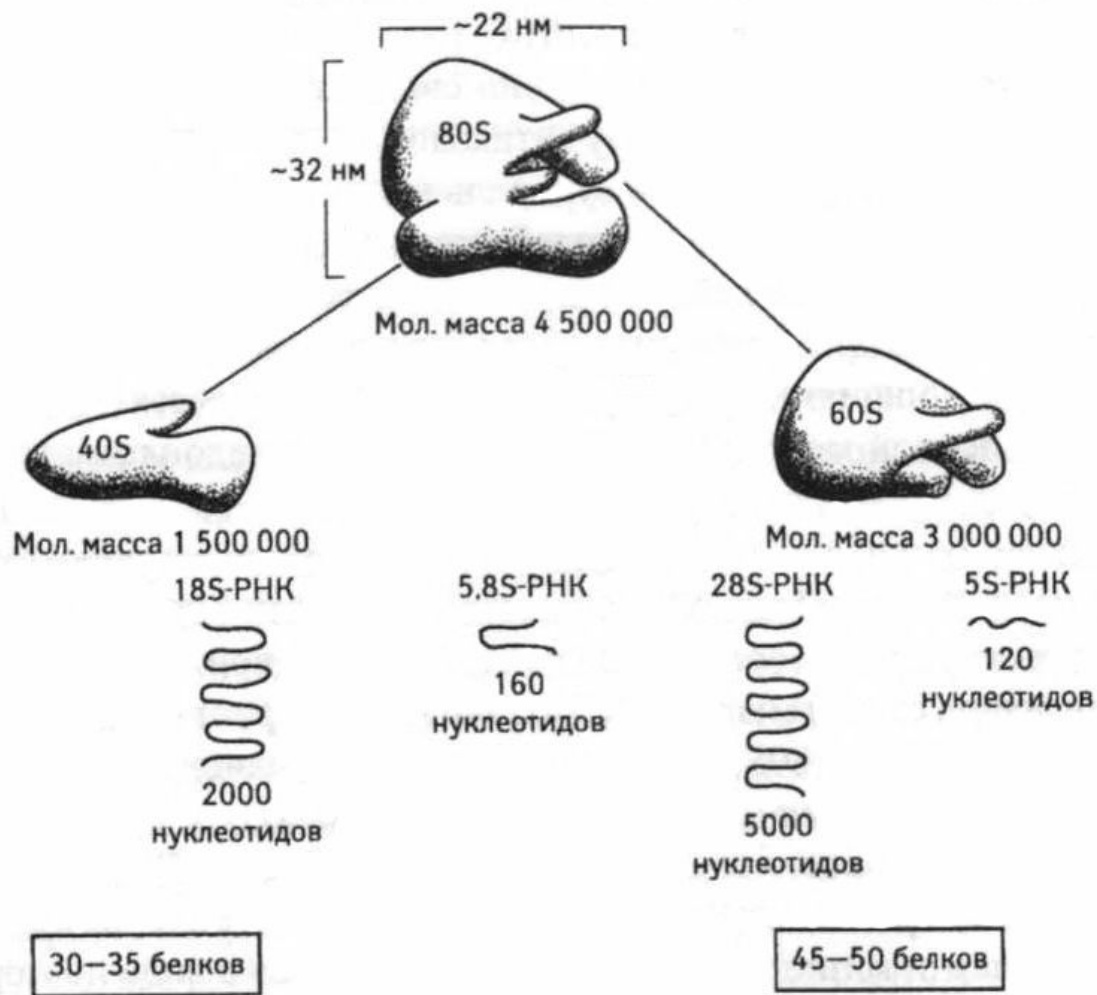 ~22 нм
80S
~32 нм
Мол. масса 4 500 000
40S
60S
Мол. масса 1 500 000
Мол. масса 3 000 000
18S-РНК
5,8S-РНК
28S-РНК
5S-РНК
160
нуклеотидов
120
нуклеотидов
2000
нуклеотидов
5000
нуклеотидов
30—35 белков
45—50 белков